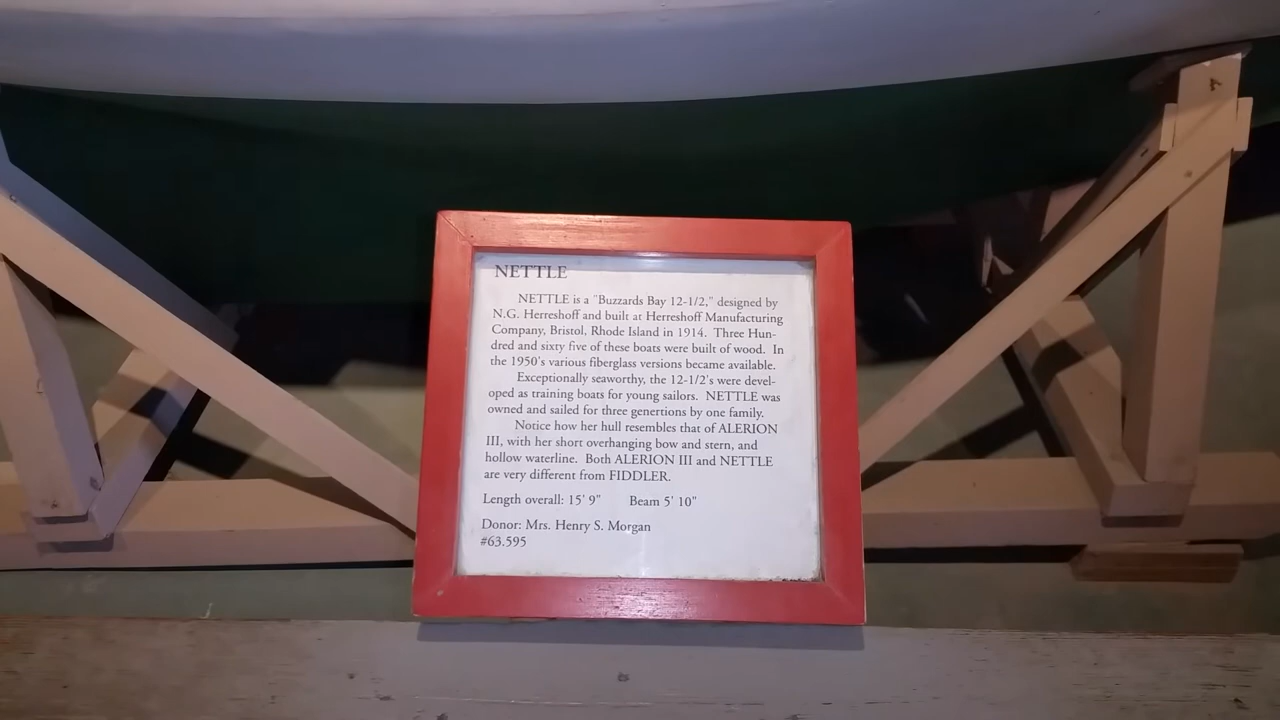 NETTLE
NETTLE is a "Buzzards Bay 12-1/2," designed by
N.G. Herreshoff and built at Herreshoff Manufacturing
Company, Bristol, Rhode Island in 1914. Three Hun-
dred and sixty five of these boats were built of wood. In
the 1950's various fiberglass versions became available.
Exceptionally seaworthy, the 12-1/2's were devel-
oped as training boats for young sailors. NETTLE was
owned and sailed for three genertions by one family.
Notice how her hull resembles that of ALERION
III, with her short overhanging bow and stern, and
hollow waterline. Both ALERION III and NETTLE
are very different from FIDDLER.
Length overall: 15' 9" Beam 5' 10"
Donor: Mrs. Henry S. Morgan
#63.595